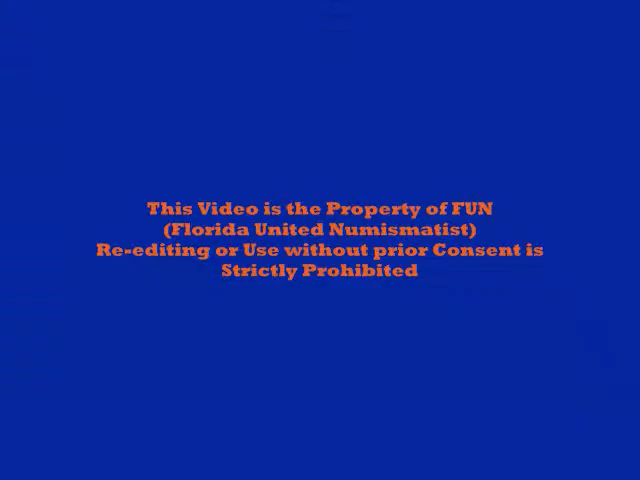 This Video is the Property of FUN
(Florida United Numismatist)
Re-editing or Use without prior Consent is
Strictly Prohibited